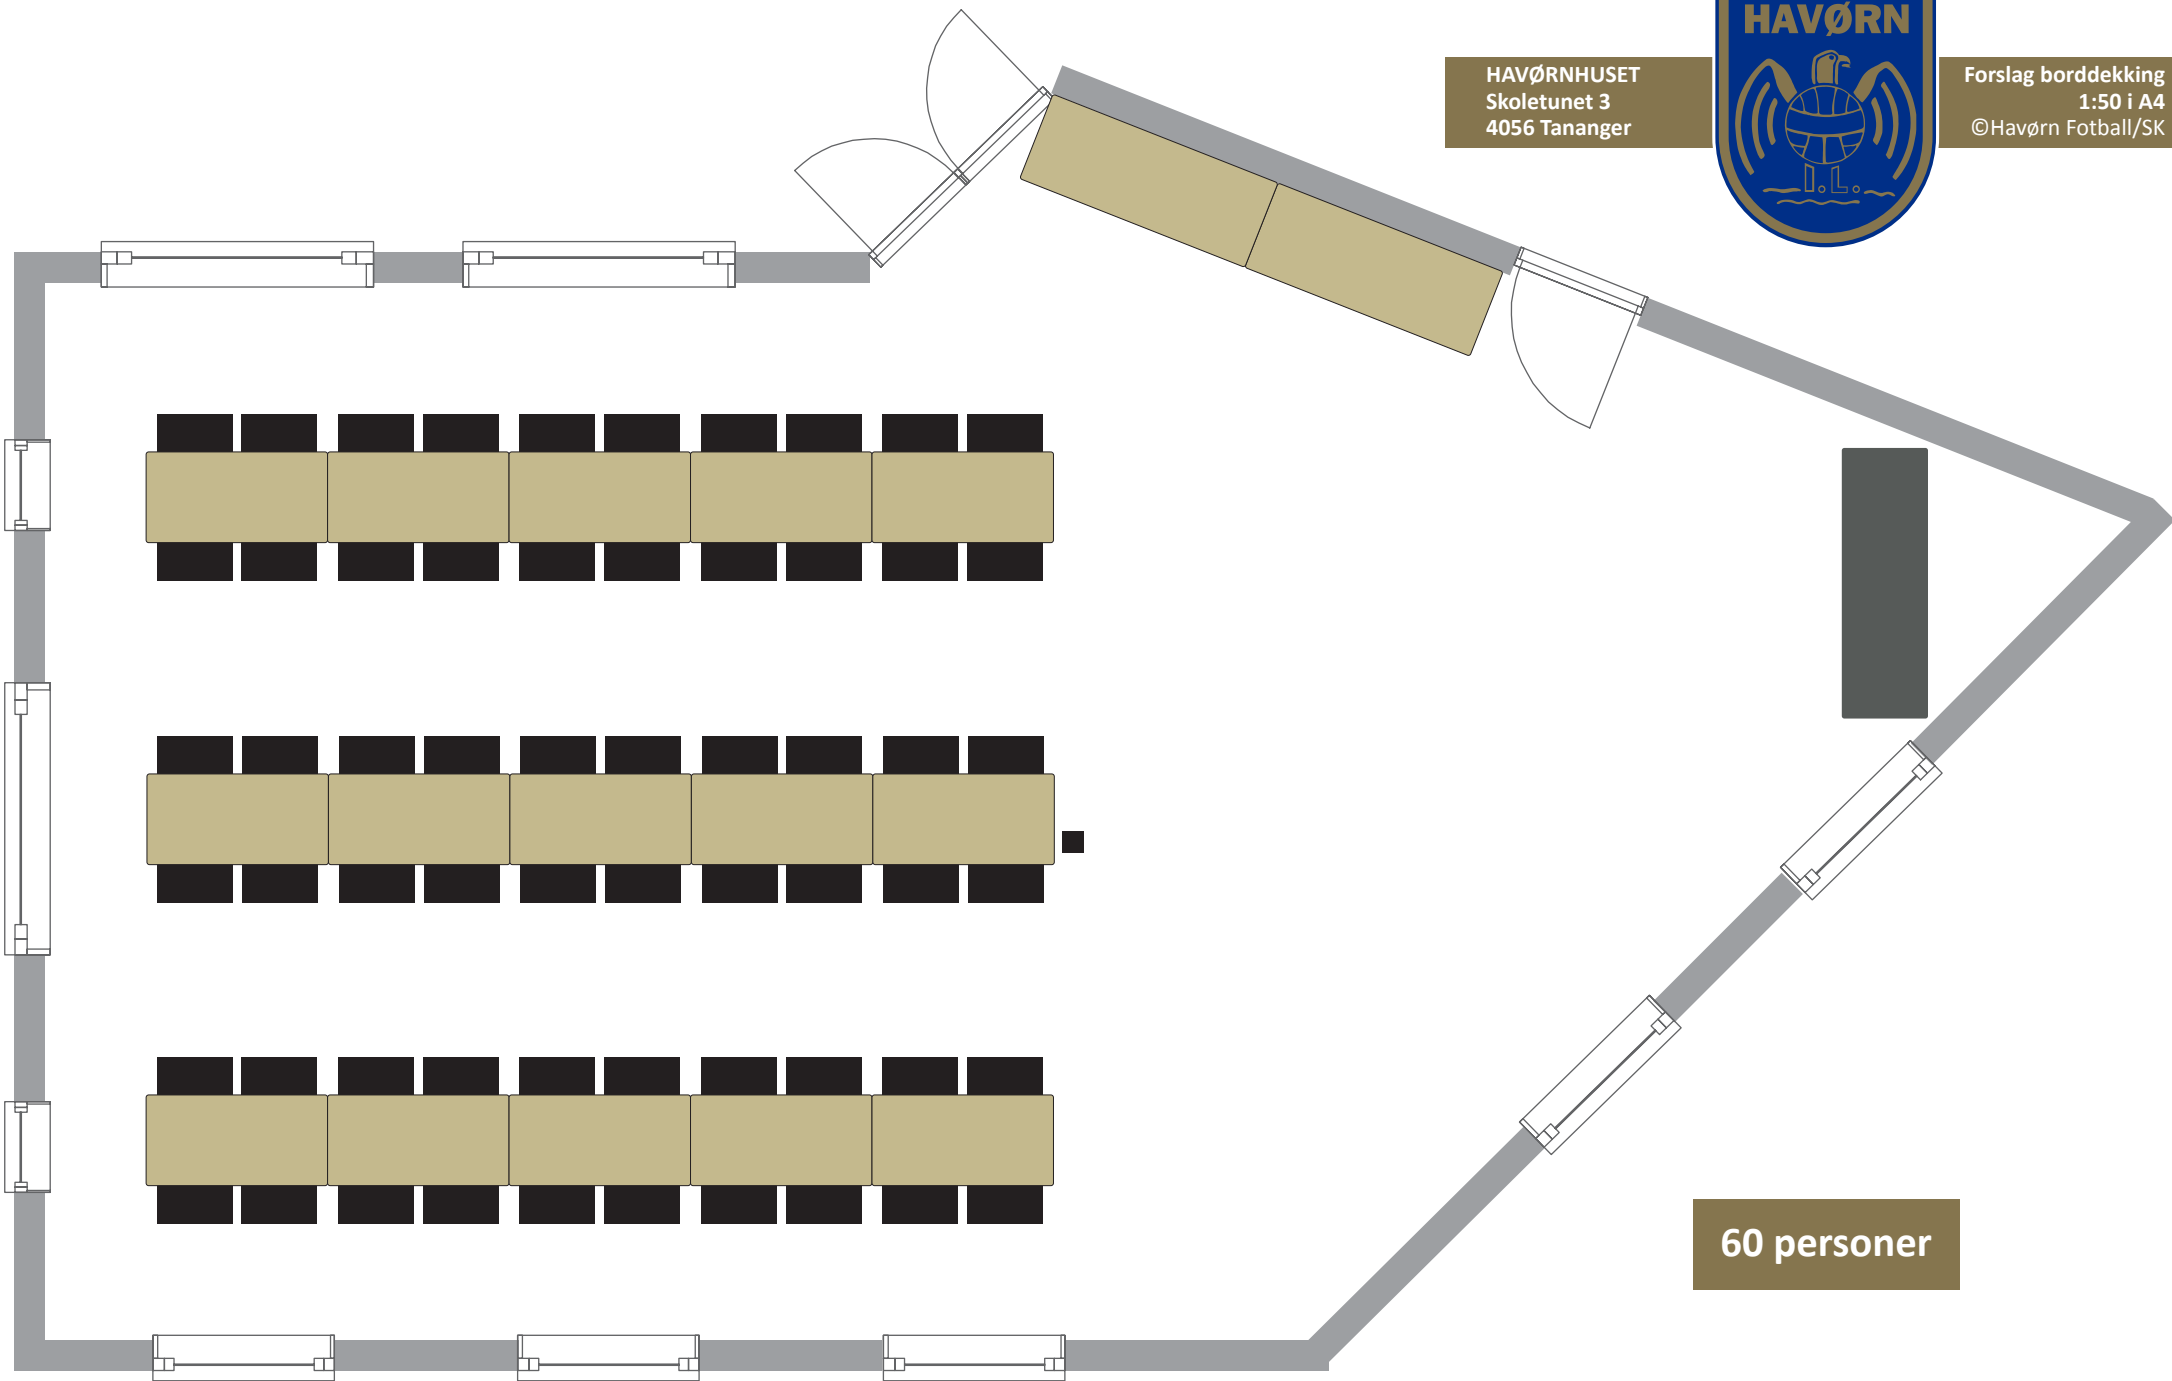 HAVØRN
HAVØRNHUSET
Skoletunet 3
4056 Tananger
I.L.
Forslag borddekking
1:50 i A4
©Havørn Fotball/SK
60 personer